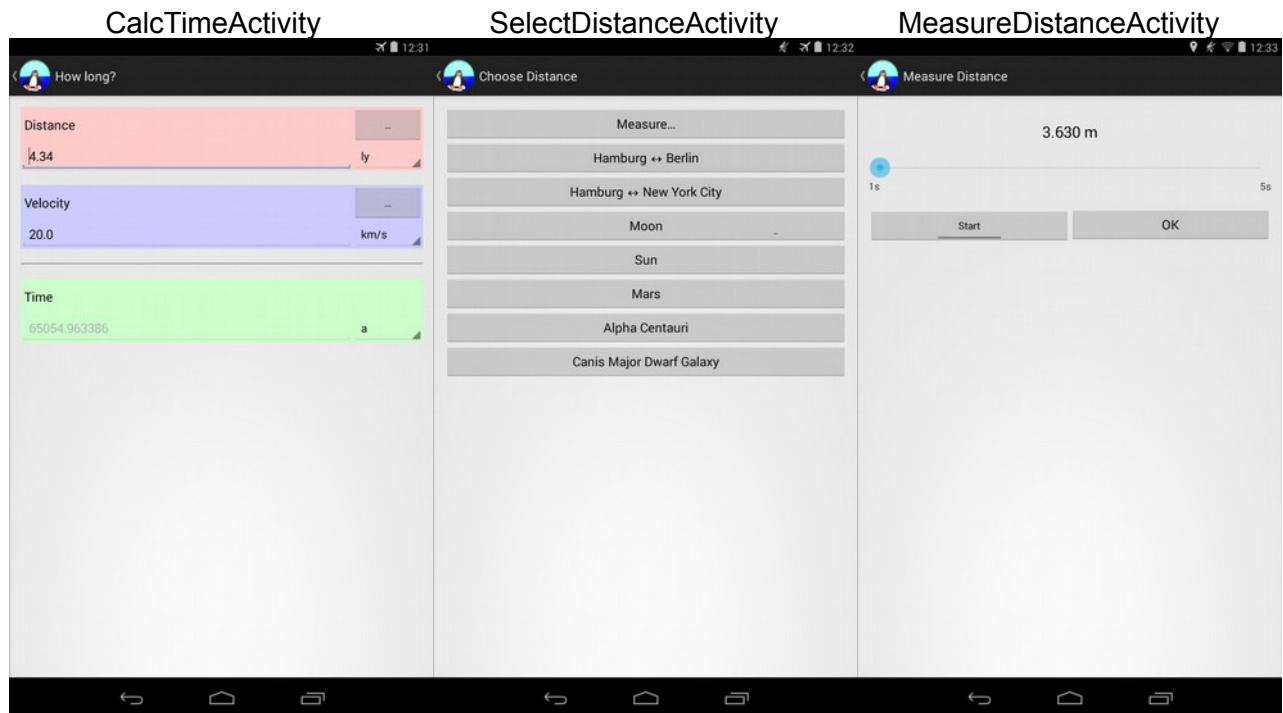 CalcTimeActivity
SelectDistanceActivity
MeasureDistanceActivity
12:31
How long?
Distance
...
4.34
ly
Velocity
...
20.0
km/s
Time
65054.963386
a
12:32
Choose Distance
Measure...
Hamburg ↔ Berlin
Hamburg ↔ New York City
Moon
Sun
Mars
Alpha Centauri
Canis Major Dwarf Galaxy
12:33
Measure Distance
3.630 m
1s
5s
Start
OK